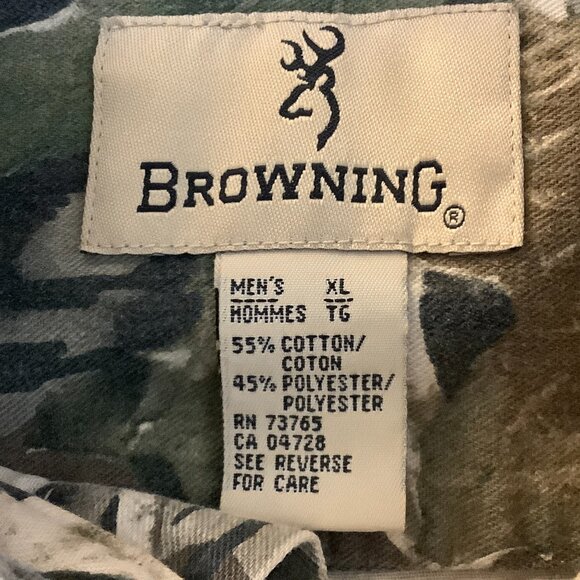 BROWNING®
MEN'S XL
HOMMES TG
55% COTTON/
COTON
45% POLYESTER/
POLYESTER
RN 73765
CA 04728
SEE REVERSE
FOR CARE